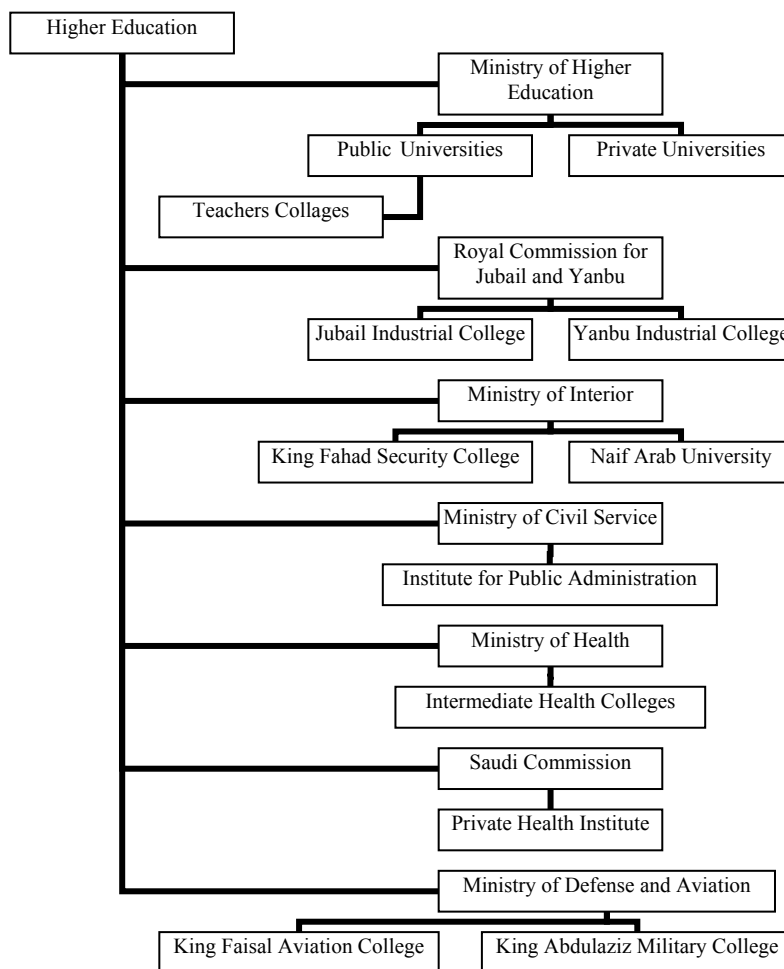 Higher Education
Ministry of Higher
Education
Public Universities
Private Universities
Teachers Collages
Royal Commission for
Jubail and Yanbu
Jubail Industrial College
Yanbu Industrial College
Ministry of Interior
King Fahad Security College
Naif Arab University
Ministry of Civil Service
Institute for Public Administration
Ministry of Health
Intermediate Health Colleges
Saudi Commission
Private Health Institute
Ministry of Defense and Aviation
King Faisal Aviation College
King Abdulaziz Military College